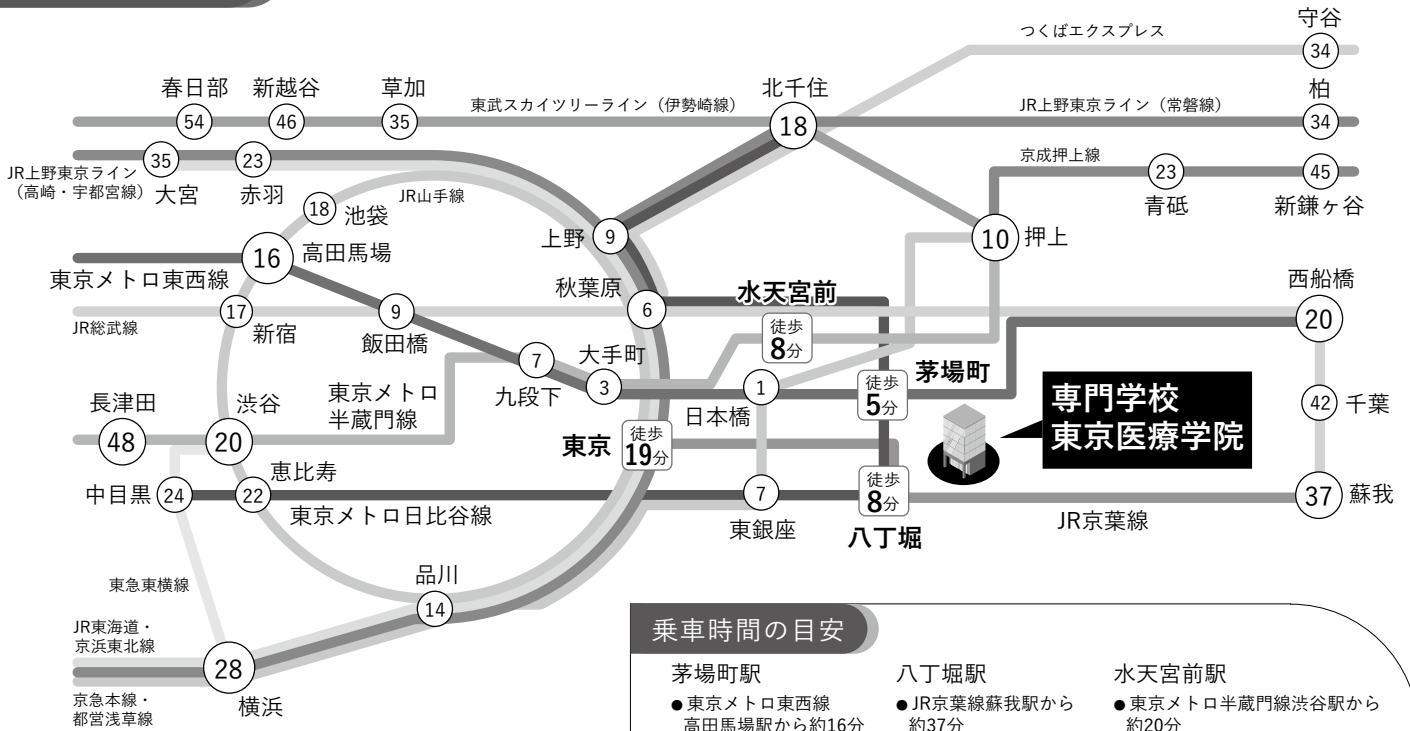 守谷
つくばエクスプレス
34
春日部
新越谷
草加
北千住
柏
54
46
35
東武スカイツリーライン（伊勢崎線）
18
JR上野東京ライン（常磐線）
34
JR上野東京ライン
（高崎・宇都宮線）
35
大宮
23
赤羽
JR山手線
京成押上線
23
青砥
45
新鎌ヶ谷
18
池袋
上野
9
10
押上
16
高田馬場
東京メトロ東西線
秋葉原
6
水天宮前
徒歩
8分
西船橋
20
JR総武線
17
新宿
9
飯田橋
7
九段下
大手町
3
1
日本橋
徒歩
5分
茅場町
専門学校
東京医療学院
42
千葉
長津田
48
渋谷
20
東京メトロ
半蔵門線
東京
徒歩
19分
中目黒
24
恵比寿
22
東京メトロ日比谷線
7
東銀座
徒歩
8分
八丁堀
JR京葉線
37
蘇我
東急東横線
品川
14
JR東海道・
京浜東北線
28
横浜
京急本線・
都営浅草線
乗車時間の目安
茅場町駅
●東京メトロ東西線
高田馬場駅から約16分
八丁堀駅
●JR京葉線蘇我駅から
約37分
水天宮前駅
●東京メトロ半蔵門線渋谷駅から
約20分